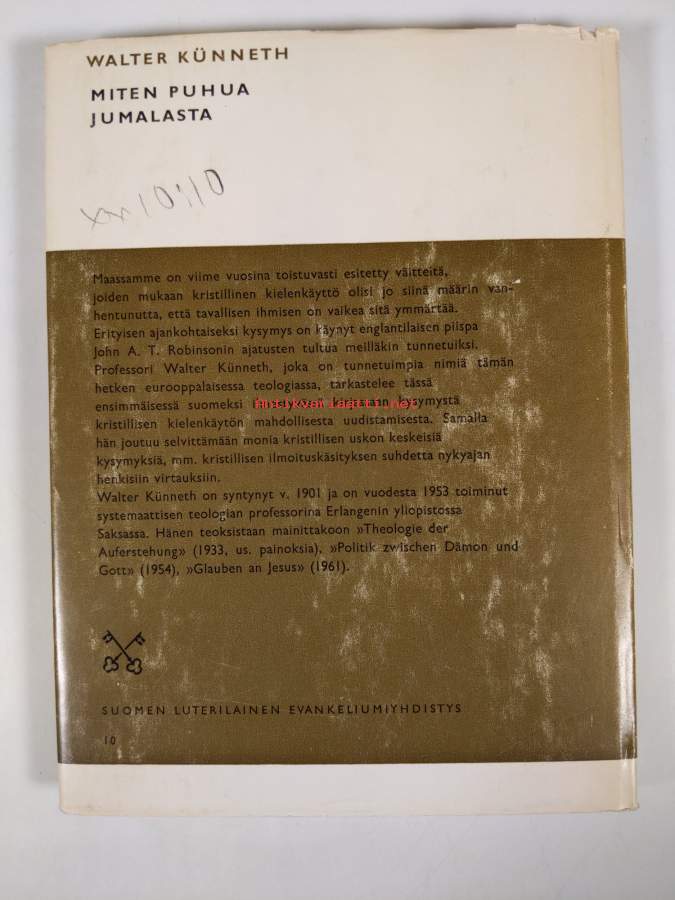 WALTER KÜNNETH
MITEN PUHUA
JUMALASTA
10:10
Maassamme on viime vuosina toistuvasti esitetty väitteitä,
joiden mukaan kristillinen kielenkäyttö olisi jo siinä määrin van-
hentunutta, että tavallisen ihmisen on vaikea sitä ymmärtää.
Erityisen ajankohtaiseksi kysymys on käynyt englantilaisen piispa
John A. T. Robinsonin ajatusten tultua meilläkin tunnetuiksi.
Professori Walter Künneth, joka on tunnetuimpia nimiä tämän
hetken eurooppalaisessa teologiassa, tarkastelee tässä
ensimmäisessä suomeksi kirjassaan kysymystä
Antikvariaatti.net
kristillisen kielenkäytön mahdollisesta uudistamisesta. Samalla
hän joutuu selvittämään monia kristillisen uskon keskeisiä
kysymyksiä, mm. kristillisen ilmoituskäsityksen suhdetta nykyajan
henkisiin virtauksiin.
Walter Künneth on syntynyt v. 1901 ja on vuodesta 1953 toiminut
systemaattisen teologian professorina Erlangenin yliopistossa
Saksassa. Hänen teoksistaan mainittakoon »Theologie der
Auferstehung» (1933, us. painoksia), »Politik zwischen Dämon und
Gott» (1954), »Glauben an Jesus» (1961).
SUOMEN LUTERILAINEN EVANKELIUMIYHDISTYS
10